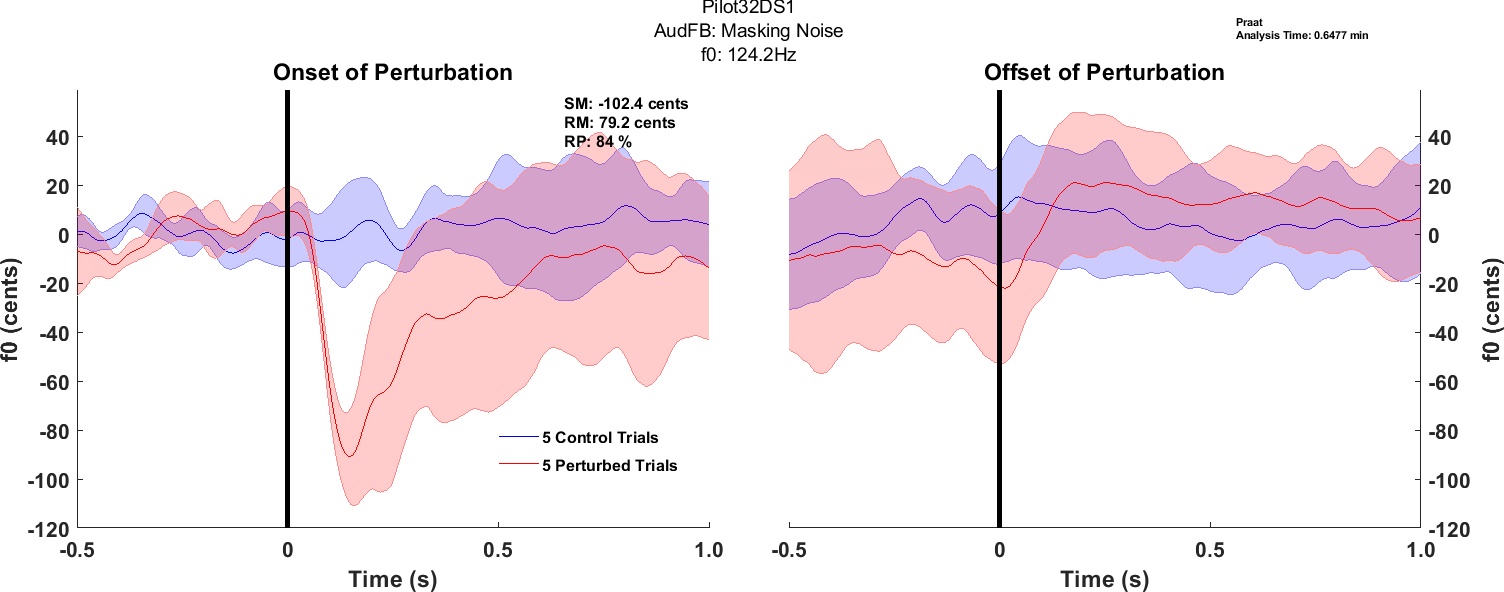 Pilot32DS1
AudFB: Masking Noise
f0: 124.2Hz
Praat
Analysis Time: 0.6477 min
Onset of Perturbation
SM: -102.4 cents
RM: 79.2 cents
RP: 84 %
40
20
0
-20
-40
-60
-80
-100
-120
f0 (cents)
5 Control Trials
5 Perturbed Trials
-0.5
0
0.5
1.0
Time (s)
Offset of Perturbation
40
20
0
-20
-40
-60
-80
-100
-120
f0 (cents)
-0.5
0
0.5
1.0
Time (s)